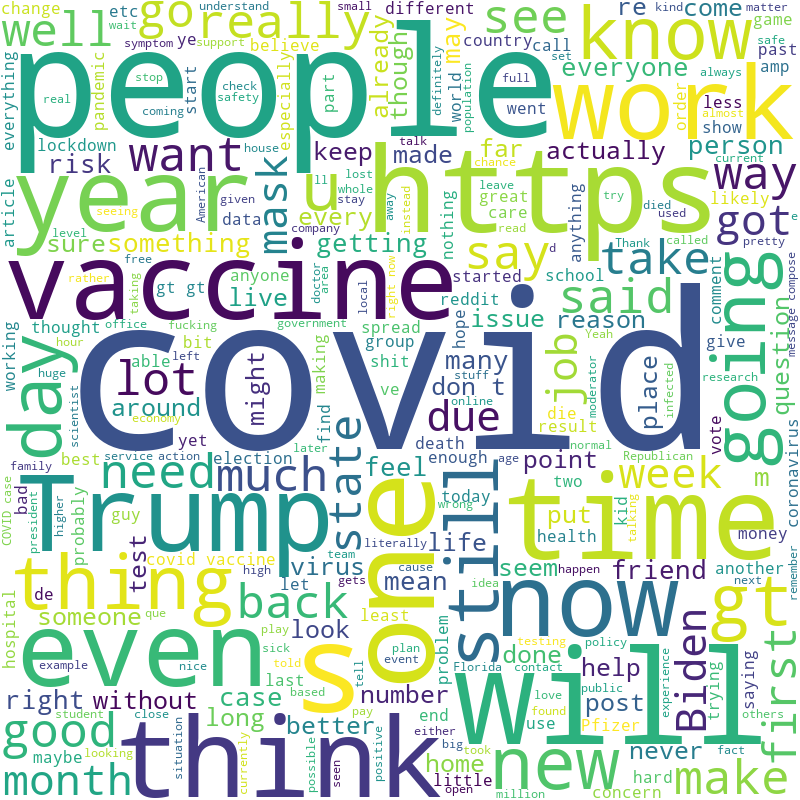 covid
people
https
vaccine
will
Trump
time
think
year
one
now
work
even
know
thing
s
going
day
still
new
gt
u
go
really
well
see
want
say
said
take
way
got
lot
need
much
back
state
due
job
week
first
make
Biden
good
month
mask
many
don t
might
around
place
issue
reason
something
sure
getting
every
live
risk
keep
made
far
actually
person
everyone
come
re
may
already
though
feel
point
put
seem
friend
life
virus
mean
look
someone
case
long
right
without
better
number
home
done
help
post
use
never
little
question
m
test
change
etc
ye
different
understand
small
kind
matter
wait
support
believe
country
call
game
safe
symptom
past
amp
set
always
everything
pandemic
real
stop
check
safety
part
especially
definitely
population
world
went
full
order
less
show
almost
coming
start
talk
lockdown
house
American
article
data
ll
lost
whole
stay
given
away
instead
nothing
great
care
leave
read
try
chance
anything
died
used
likely
current
called
Thank
pretty
e
level
seeing
company
rather
free
gt gt
anyone
taking
doctor
area
local
right now
started
reddit
school
d
comment
message compose
thought
office
fucking
government
spread
group
hope
Yeah
give
working
hour
bit
able
shit
making
ve
stuff
online
moderator
infected
research
huge
scientist
left
economy
die
result
normal
vote
coronavirus
yet
later
find
death
enough
age
Republican
family
best
service
action
election
today
wrong
two
kid
talking
money
bad
COVID case
president
higher
probably
guy
covid vaccine
high
team
literally
cause
let
gets
health
happen
another
next
remember
hospital
de
que
idea
testing
policy
example
nice
play
sick
told
least
plan
event
tell
problem
Florida
contact
public
experience
trying
saying
others
last
based
pay
love
found
Pfizer
student
close
situation
maybe
looking
currently
possible
seen
positive
end
either
big
took
open
million
hard
fact
concern